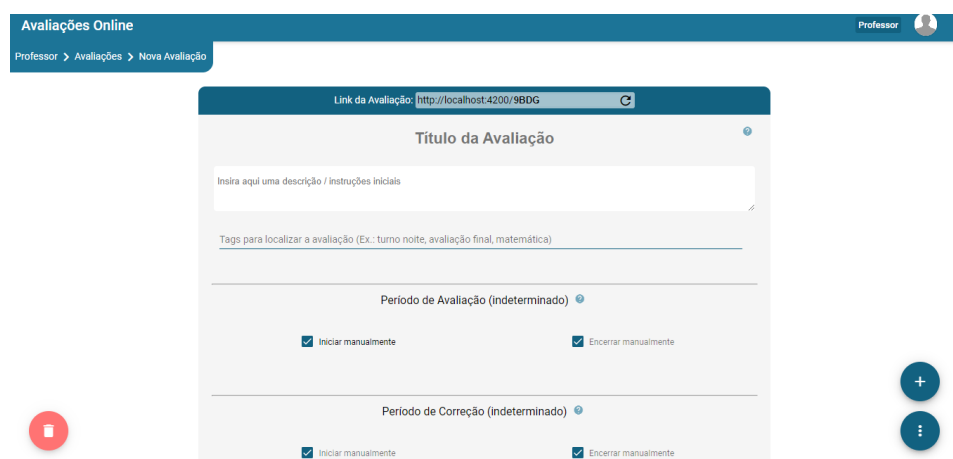 Avaliações Online
Professor
Professor > Avaliações > Nova Avaliação
Link da Avaliação: http://localhost:4200/9BDG
Título da Avaliação
Insira aqui uma descrição / instruções iniciais
Tags para localizar a avaliação (Ex.: turno noite, avaliação final, matemática)
Período de Avaliação (indeterminado)
Iniciar manualmente
Encerrar manualmente
Período de Correção (indeterminado)
Iniciar manualmente
Encerrar manualmente